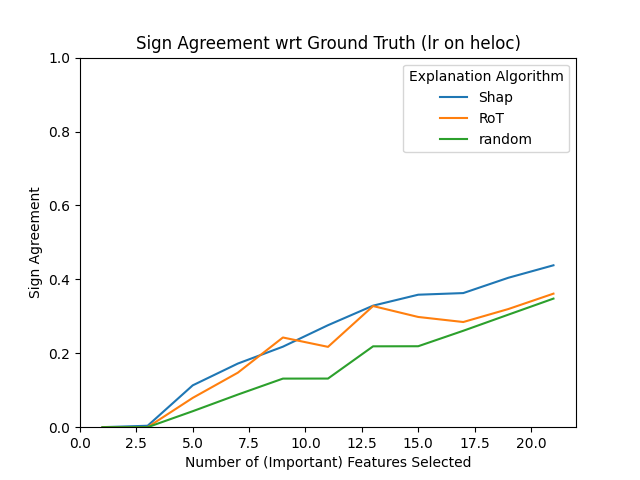 Sign Agreement wrt Ground Truth (lr on heloc)
Explanation Algorithm
Shap
RoT
random
Sign Agreement
1.0
0.8
0.6
0.4
0.2
0.0
0.0 2.5 5.0 7.5 10.0 12.5 15.0 17.5 20.0
Number of (Important) Features Selected